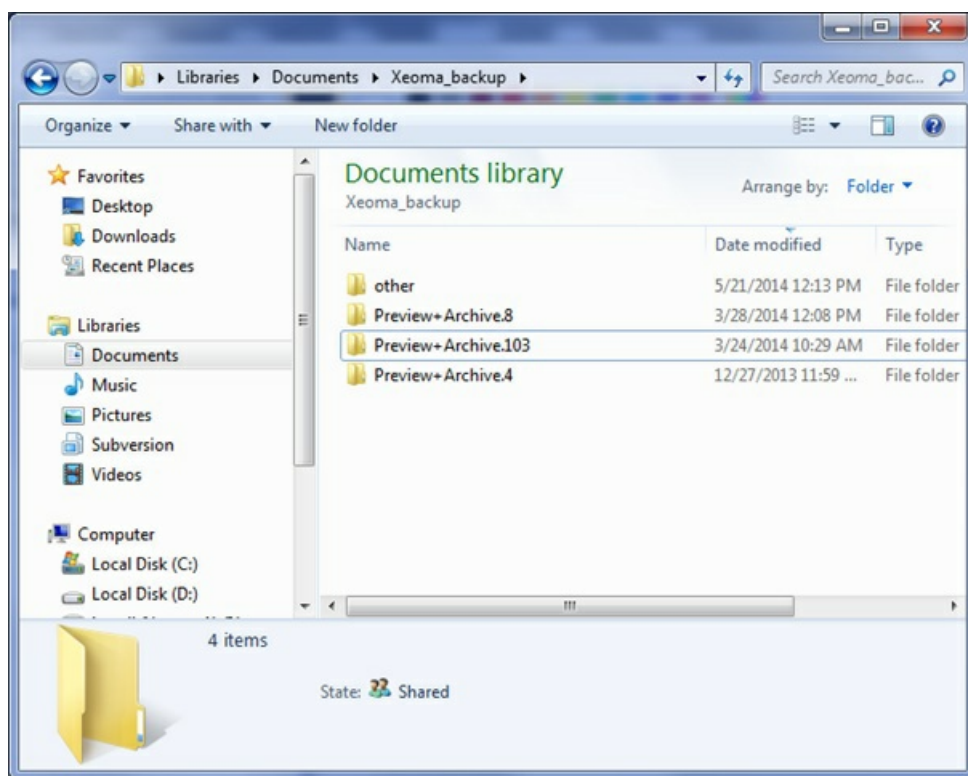 Libraries ▸ Documents ▸ Xeoma_backup ▸
Search Xeoma_bac...
Organize Share with New folder
Favorites
Desktop
Downloads
Recent Places
Libraries
Documents
Music
Pictures
Subversion
Videos
Computer
Local Disk (C:)
Local Disk (D:)
Documents library
Xeoma_backup
Arrange by: Folder
Name Date modified Type
other 5/21/2014 12:13 PM File folder
Preview+Archive.8 3/28/2014 12:08 PM File folder
Preview+Archive.103 3/24/2014 10:29 AM File folder
Preview+Archive.4 12/27/2013 11:59 ... File folder
4 items
State: Shared